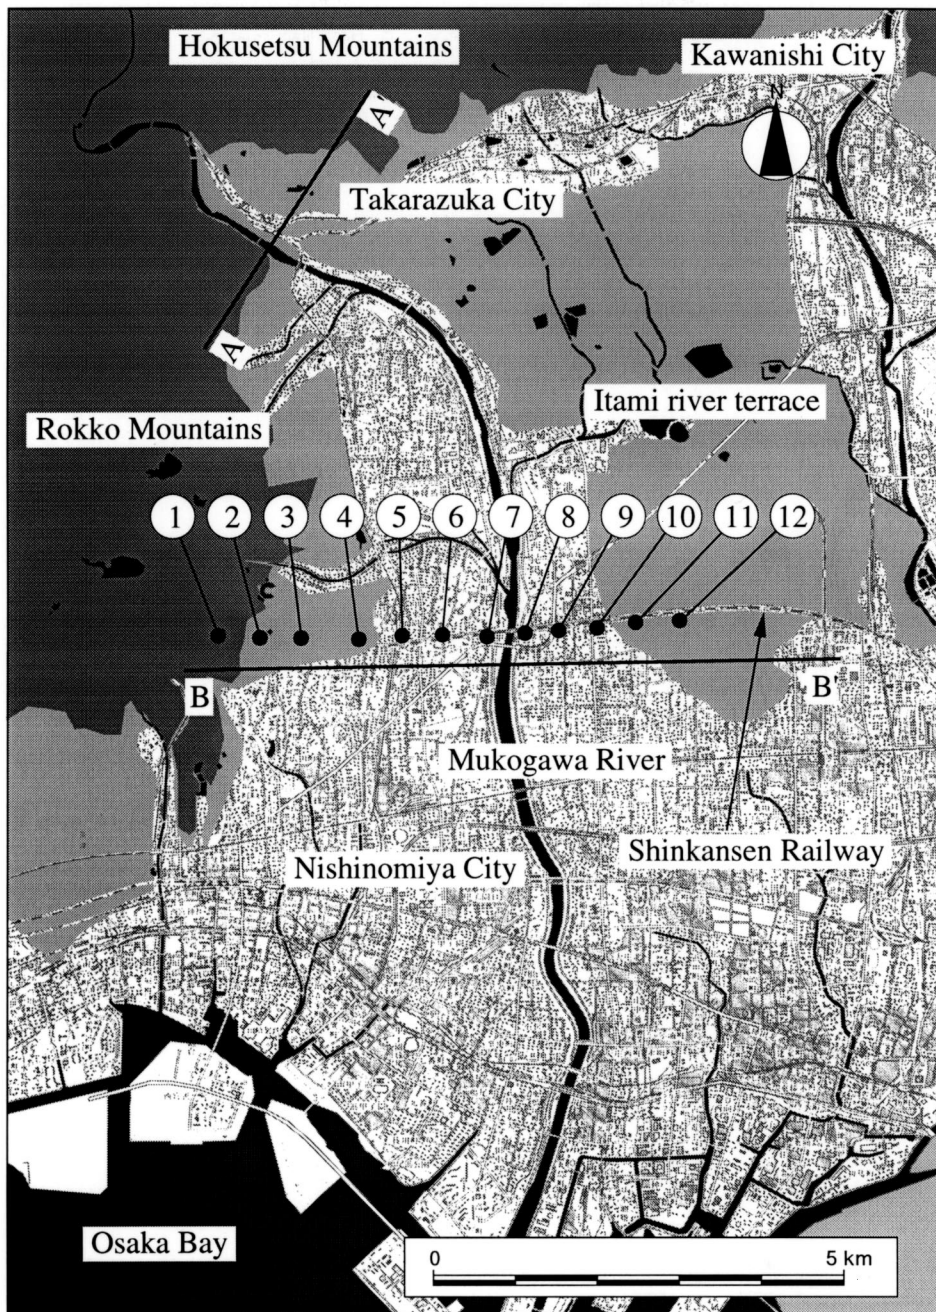 Hokusetsu Mountains
Kawanishi City
N
A'
Takarazuka City
A
Itami river terrace
Rokko Mountains
1 2 3 4 5 6 7 8 9 10 11 12
B
B'
Mukogawa River
Shinkansen Railway
Nishinomiya City
Osaka Bay
0 5 km